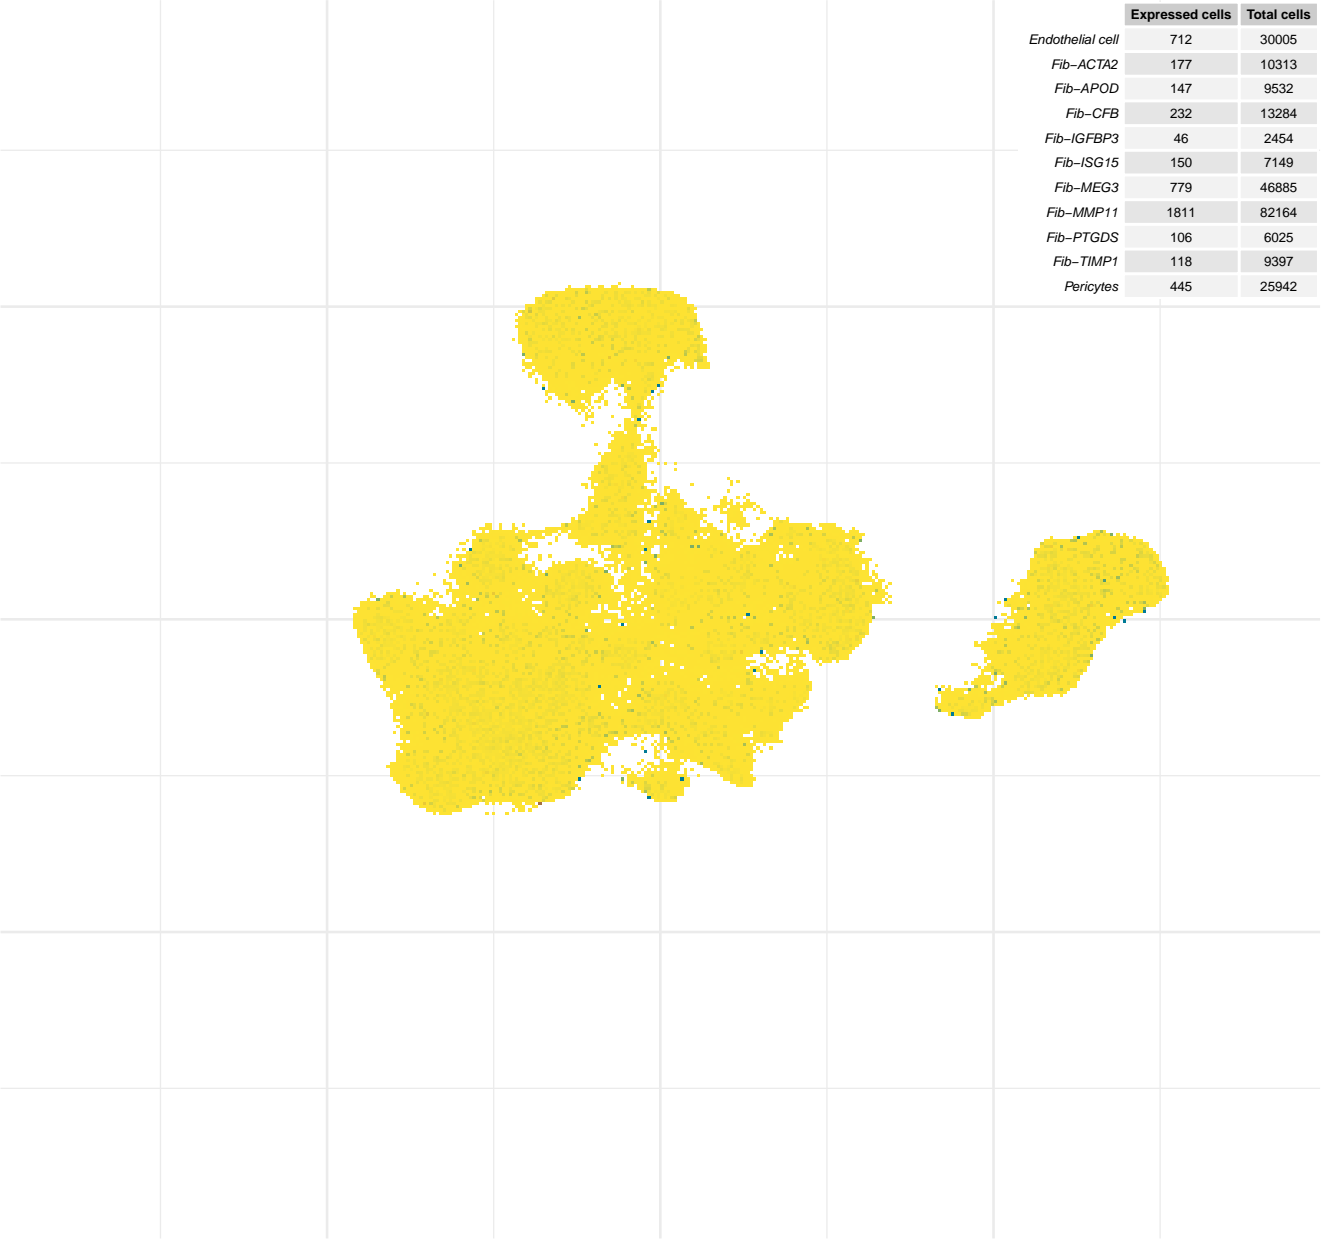 Expressed cells Total cells
Endothelial cell 712 30005
Fib−ACTA2 177 10313
Fib−APOD 147 9532
Fib−CFB 232 13284
Fib−IGFBP3 46 2454
Fib−ISG15 150 7149
Fib−MEG3 779 46885
Fib−MMP11 1811 82164
Fib−PTGDS 106 6025
Fib−TIMP1 118 9397
Pericytes 445 25942